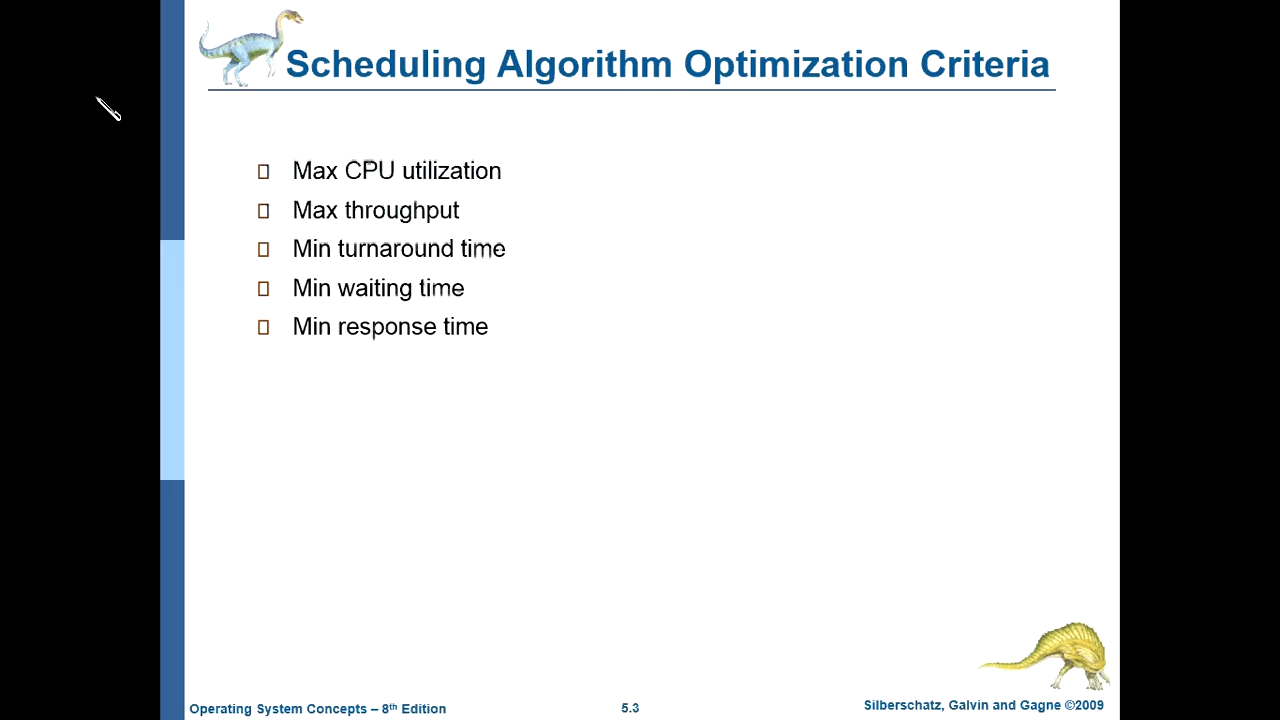 Scheduling Algorithm Optimization Criteria
Max CPU utilization
Max throughput
Min turnaround time
Min waiting time
Min response time
Operating System Concepts – 8th Edition
5.3
Silberschatz, Galvin and Gagne ©2009